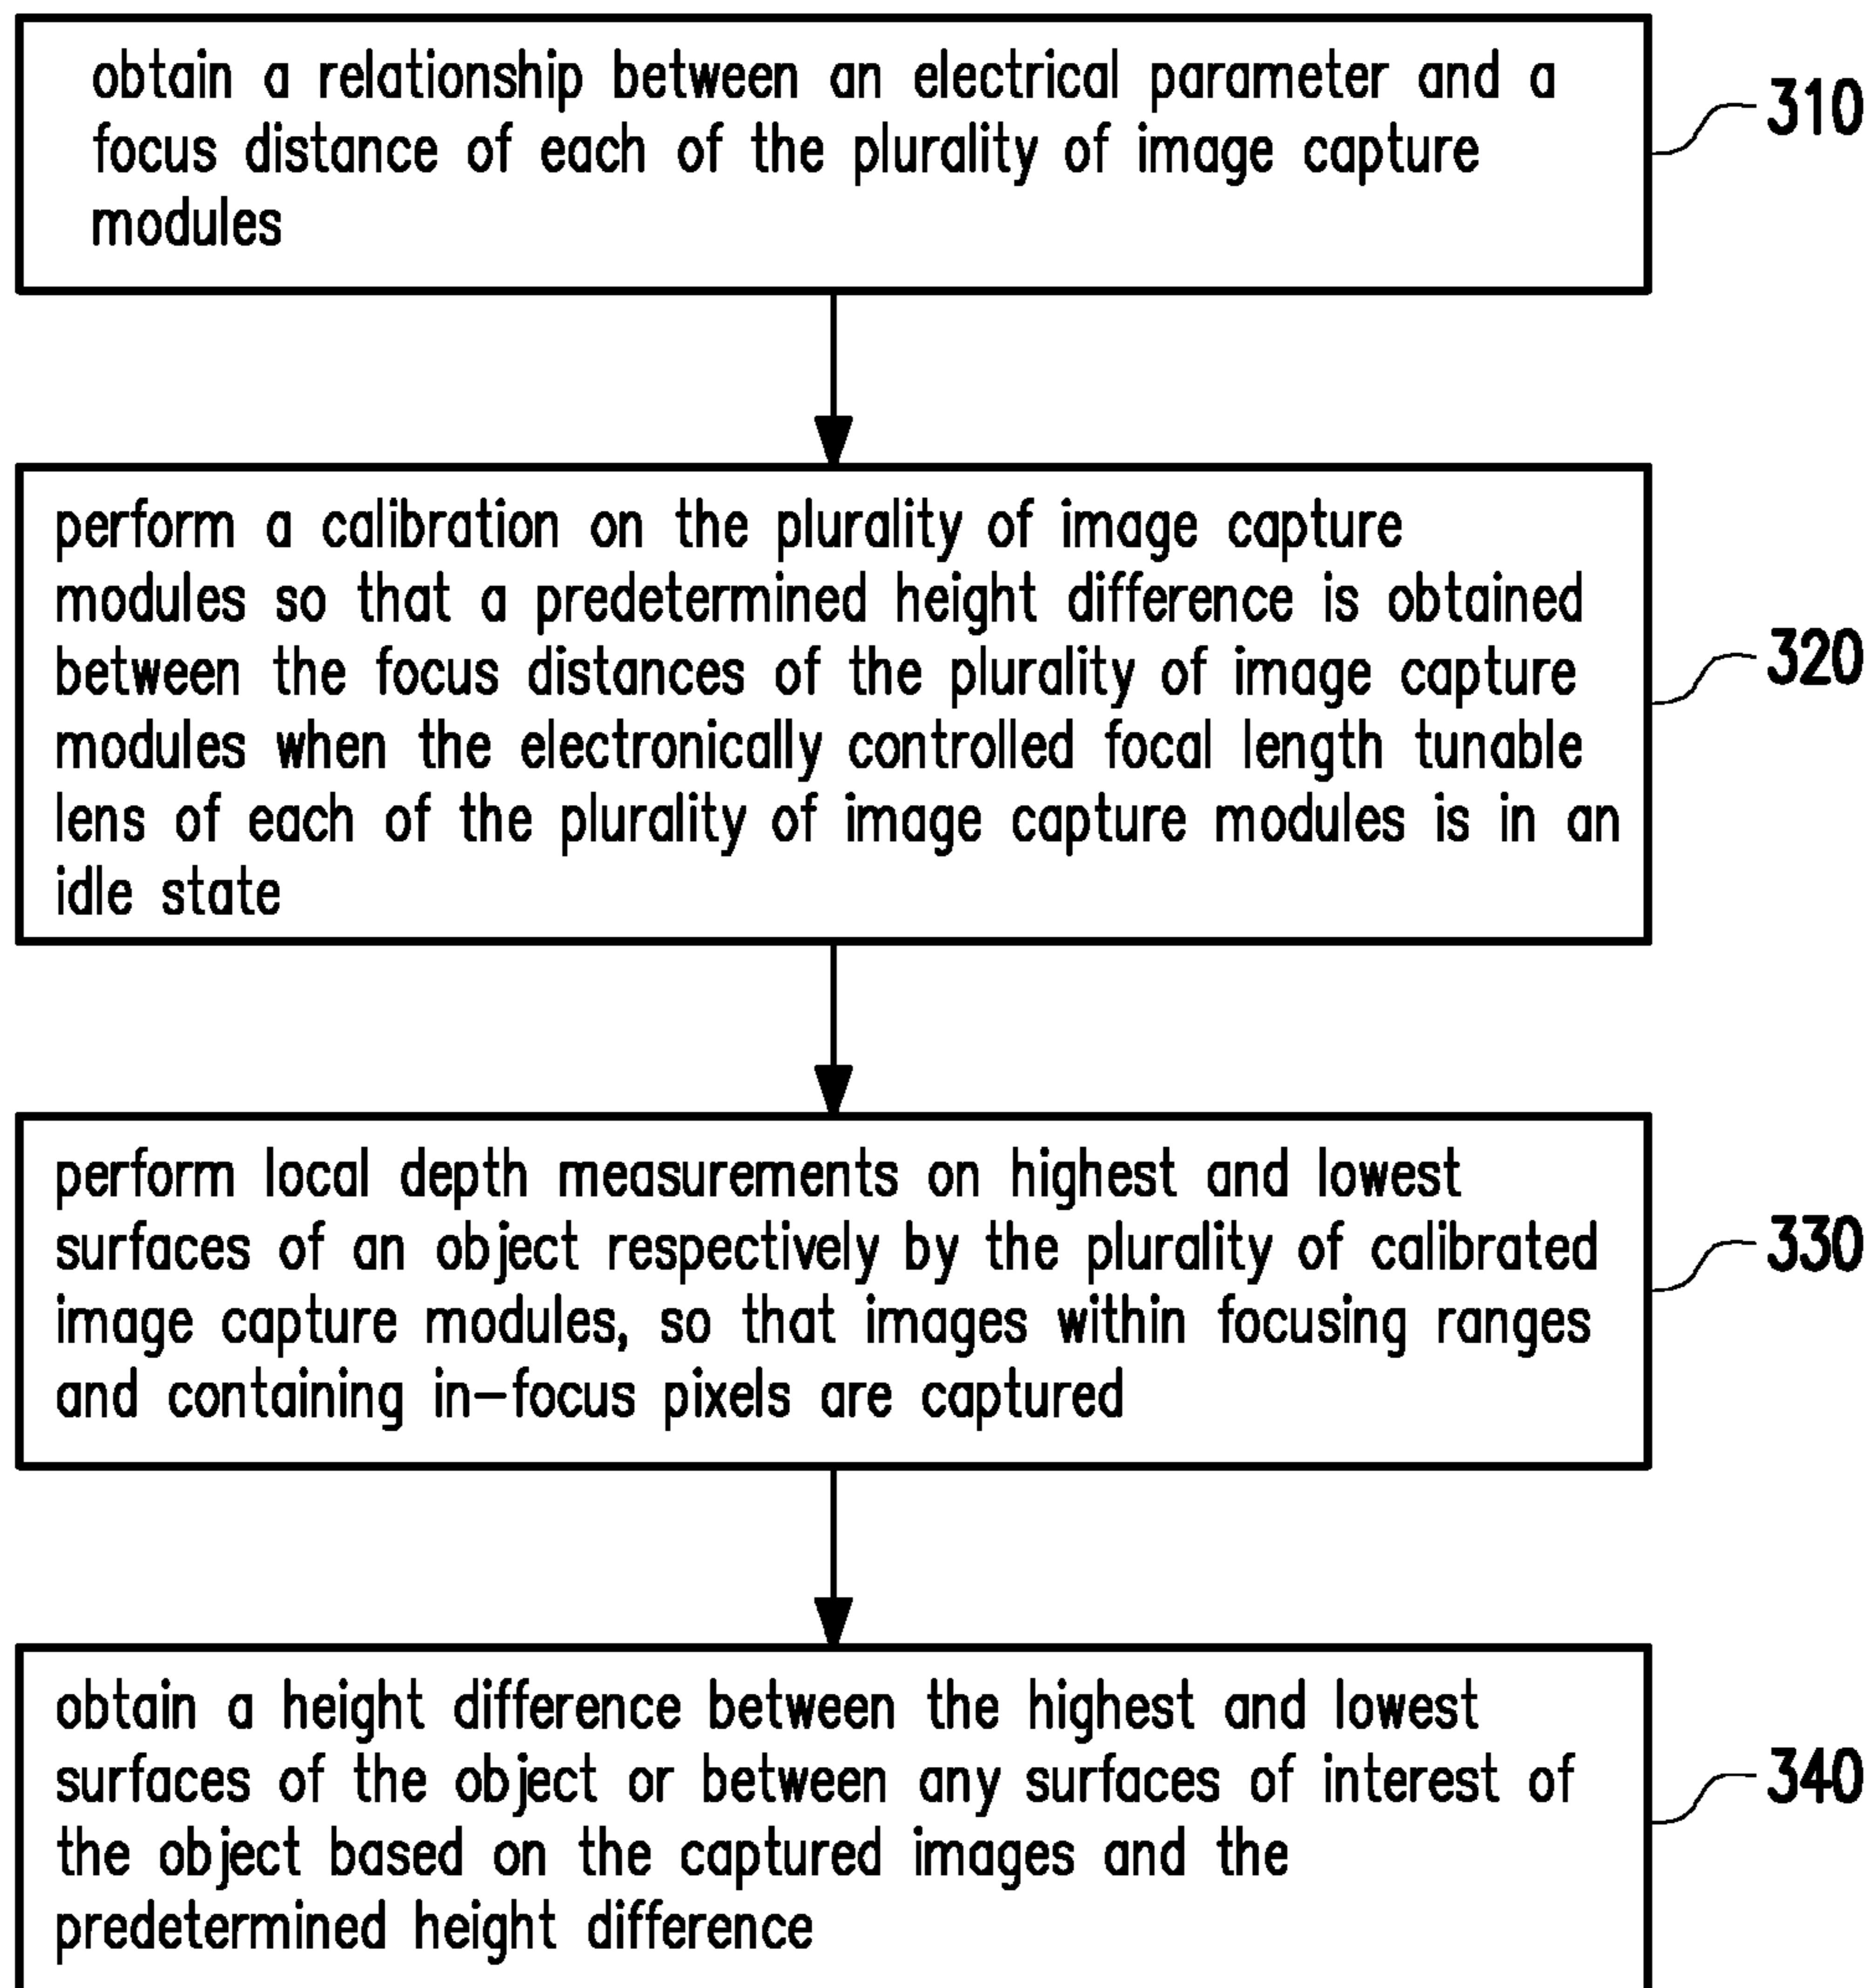 obtain a relationship between an electrical parameter and a
focus distance of each of the plurality of image capture
modules
310
perform a calibration on the plurality of image capture
modules so that a predetermined height difference is obtained
between the focus distances of the plurality of image capture
modules when the electronically controlled focal length tunable
lens of each of the plurality of image capture modules is in an
idle state
320
perform local depth measurements on highest and lowest
surfaces of an object respectively by the plurality of calibrated
image capture modules, so that images within focusing ranges
and containing in-focus pixels are captured
330
obtain a height difference between the highest and lowest
surfaces of the object or between any surfaces of interest of
the object based on the captured images and the
predetermined height difference
340